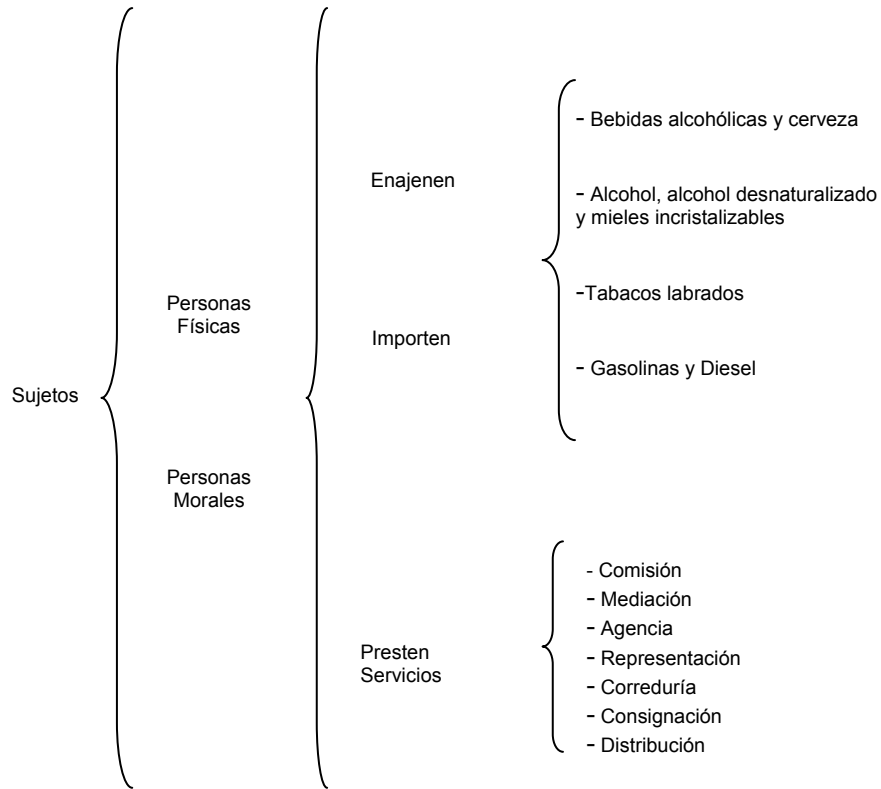 Sujetos
Personas
Físicas
Personas
Morales
Enajenen
Importen
- Bebidas alcohólicas y cerveza
- Alcohol, alcohol desnaturalizado
y mieles incristalizables
-Tabacos labrados
- Gasolinas y Diesel
Presten
Servicios
- Comisión
- Mediación
- Agencia
- Representación
- Correduría
- Consignación
- Distribución